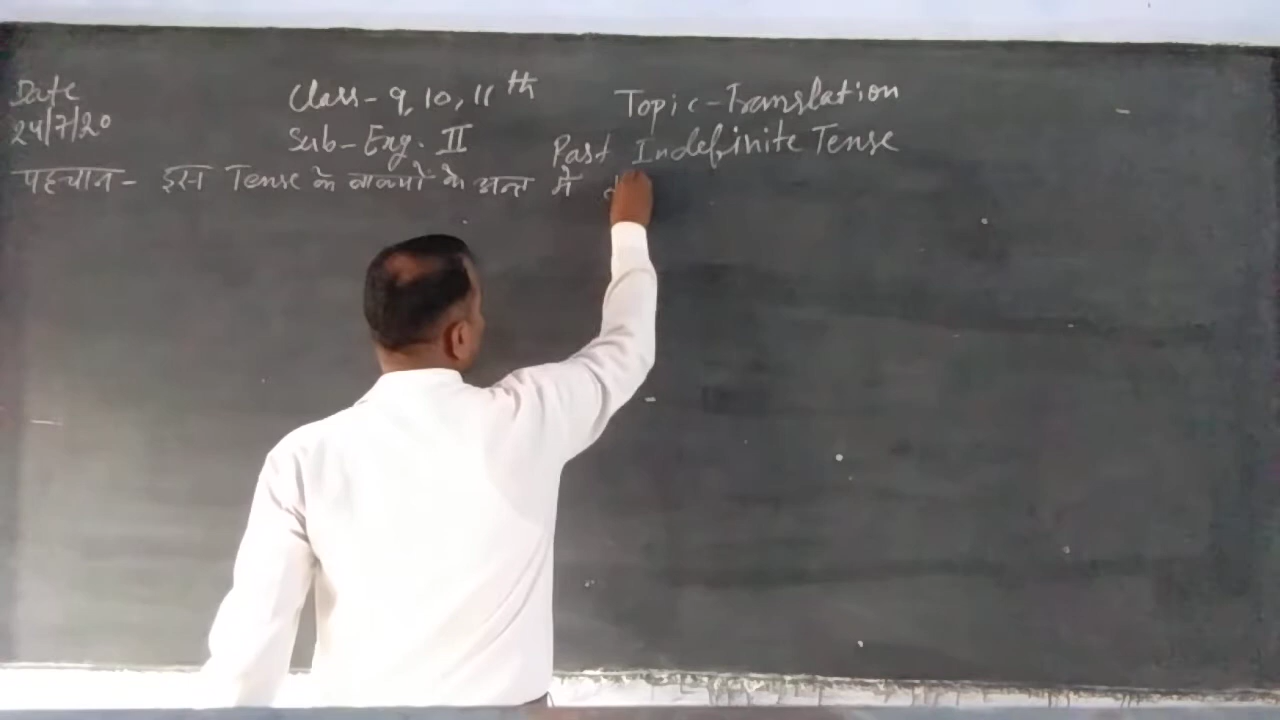 Date Class - 9, 10, 11th Topic - Translation
24/7/20 Sub - Eng. II Past Indefinite Tense
पहचान - इस Tense के वाक्यों के अन्त में